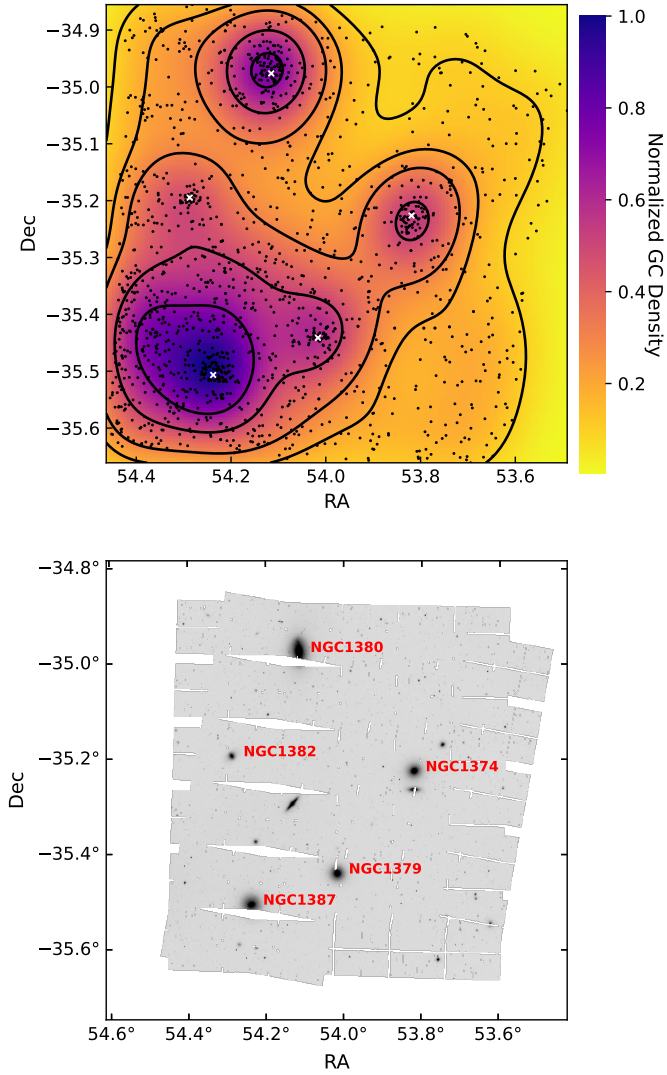 −34.9
−35.0
−35.1
−35.2
−35.3
−35.4
−35.5
−35.6
Dec
54.4 54.2 54.0 53.8 53.6
RA
1.0
0.8
0.6
0.4
0.2
Normalized GC Density
−34.8°
−35.0°
−35.2°
−35.4°
−35.6°
Dec
NGC1380
NGC1382
NGC1374
NGC1379
NGC1387
54.6° 54.4° 54.2° 54.0° 53.8° 53.6°
RA